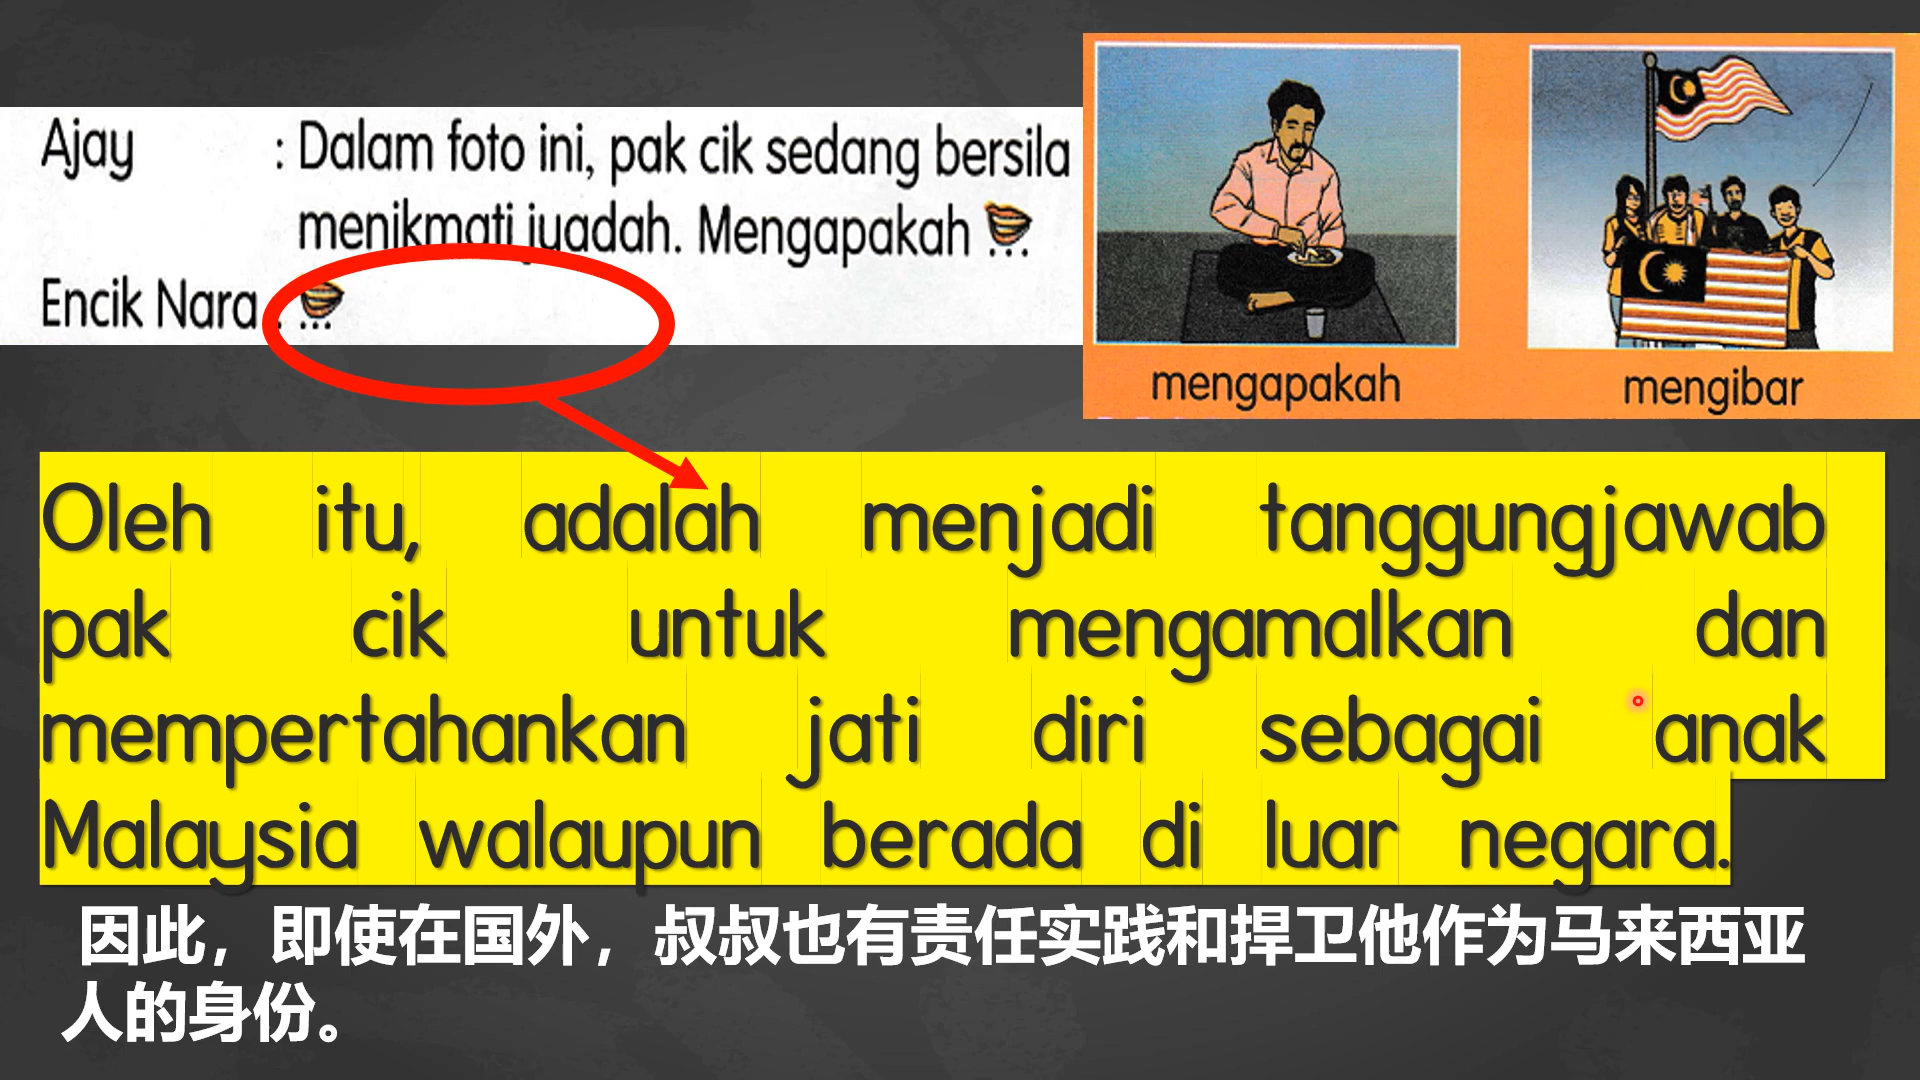 Ajay : Dalam foto ini, pak cik sedang bersila
menikmati juadah. Mengapakah ...
Encik Nara : ...
mengapakah
mengibar
Oleh itu, adalah menjadi tanggungjawab
pak cik untuk mengamalkan dan
mempertahankan jati diri sebagai anak
Malaysia walaupun berada di luar negara.
因此，即使在国外，叔叔也有责任实践和捍卫他作为马来西亚
人的身份。